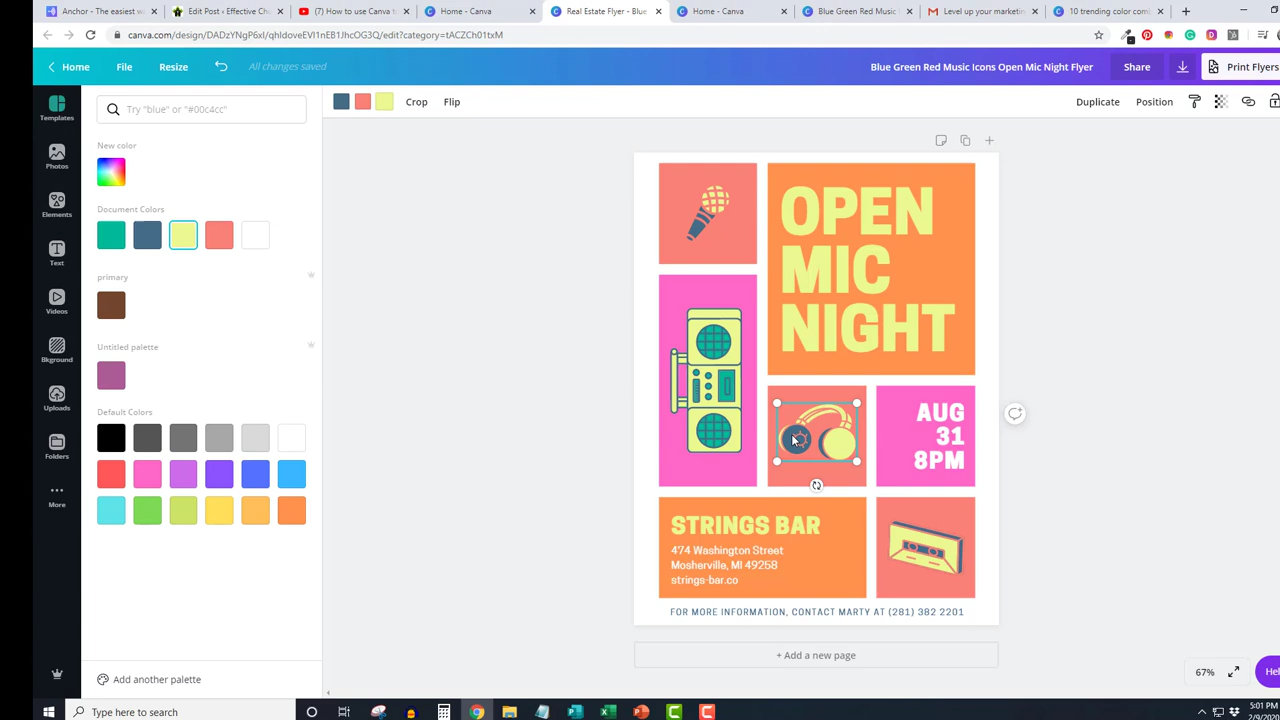 Anchor - The easiest w
Edit Post ‹ Effective Ch
(7) How to use Canva t
Home - Canva
Real Estate Flyer - Blue
Home - Canva
Blue Green Red Music
Level up your marketin
10 trending color com
canva.com/design/DADzYNgP6xI/qhIdoveEVl1nEB1JhcOG3Q/edit?category=tACZCh01txM
Home
File
Resize
All changes saved
Blue Green Red Music Icons Open Mic Night Flyer
Share
Print Flyers
Templates
Photos
Elements
Text
Videos
Bkground
Uploads
Folders
More
Try "blue" or "#00c4cc"
New color
Document Colors
primary
Untitled palette
Default Colors
Add another palette
Crop
Flip
Duplicate
Position
OPEN
MIC
NIGHT
AUG
31
8PM
STRINGS BAR
474 Washington Street
Mosherville, MI 49258
strings-bar.co
FOR MORE INFORMATION, CONTACT MARTY AT (281) 382 2201
+ Add a new page
67%
Hel
Type here to search
5:01 PM